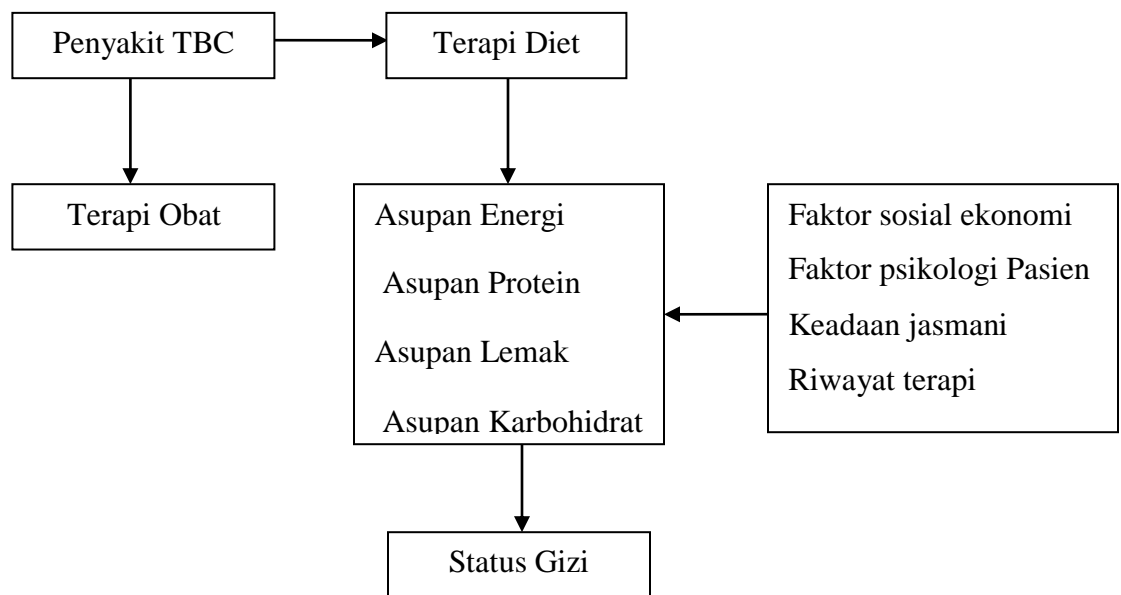 Penyakit TBC
Terapi Diet
Terapi Obat
Asupan Energi
Asupan Protein
Asupan Lemak
Asupan Karbohidrat
Faktor sosial ekonomi
Faktor psikologi Pasien
Keadaan jasmani
Riwayat terapi
Status Gizi